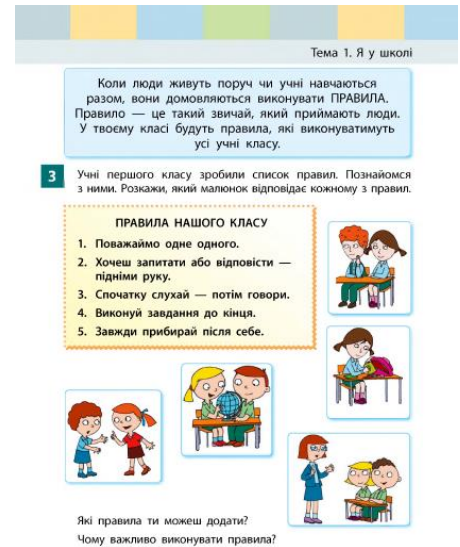 Тема 1. Я у школі
Коли люди живуть поруч чи учні навчаються
разом, вони домовляються виконувати ПРАВИЛА.
Правило — це такий звичай, який приймають люди.
У твоєму класі будуть правила, які виконуватимуть
усі учні класу.
3 Учні першого класу зробили список правил. Познайомся
з ними. Розкажи, який малюнок відповідає кожному з правил.
ПРАВИЛА НАШОГО КЛАСУ
1. Поважаймо одне одного.
2. Хочеш запитати або відповісти —
підніми руку.
3. Спочатку слухай — потім говори.
4. Виконуй завдання до кінця.
5. Завжди прибирай після себе.
Які правила ти можеш додати?
Чому важливо виконувати правила?